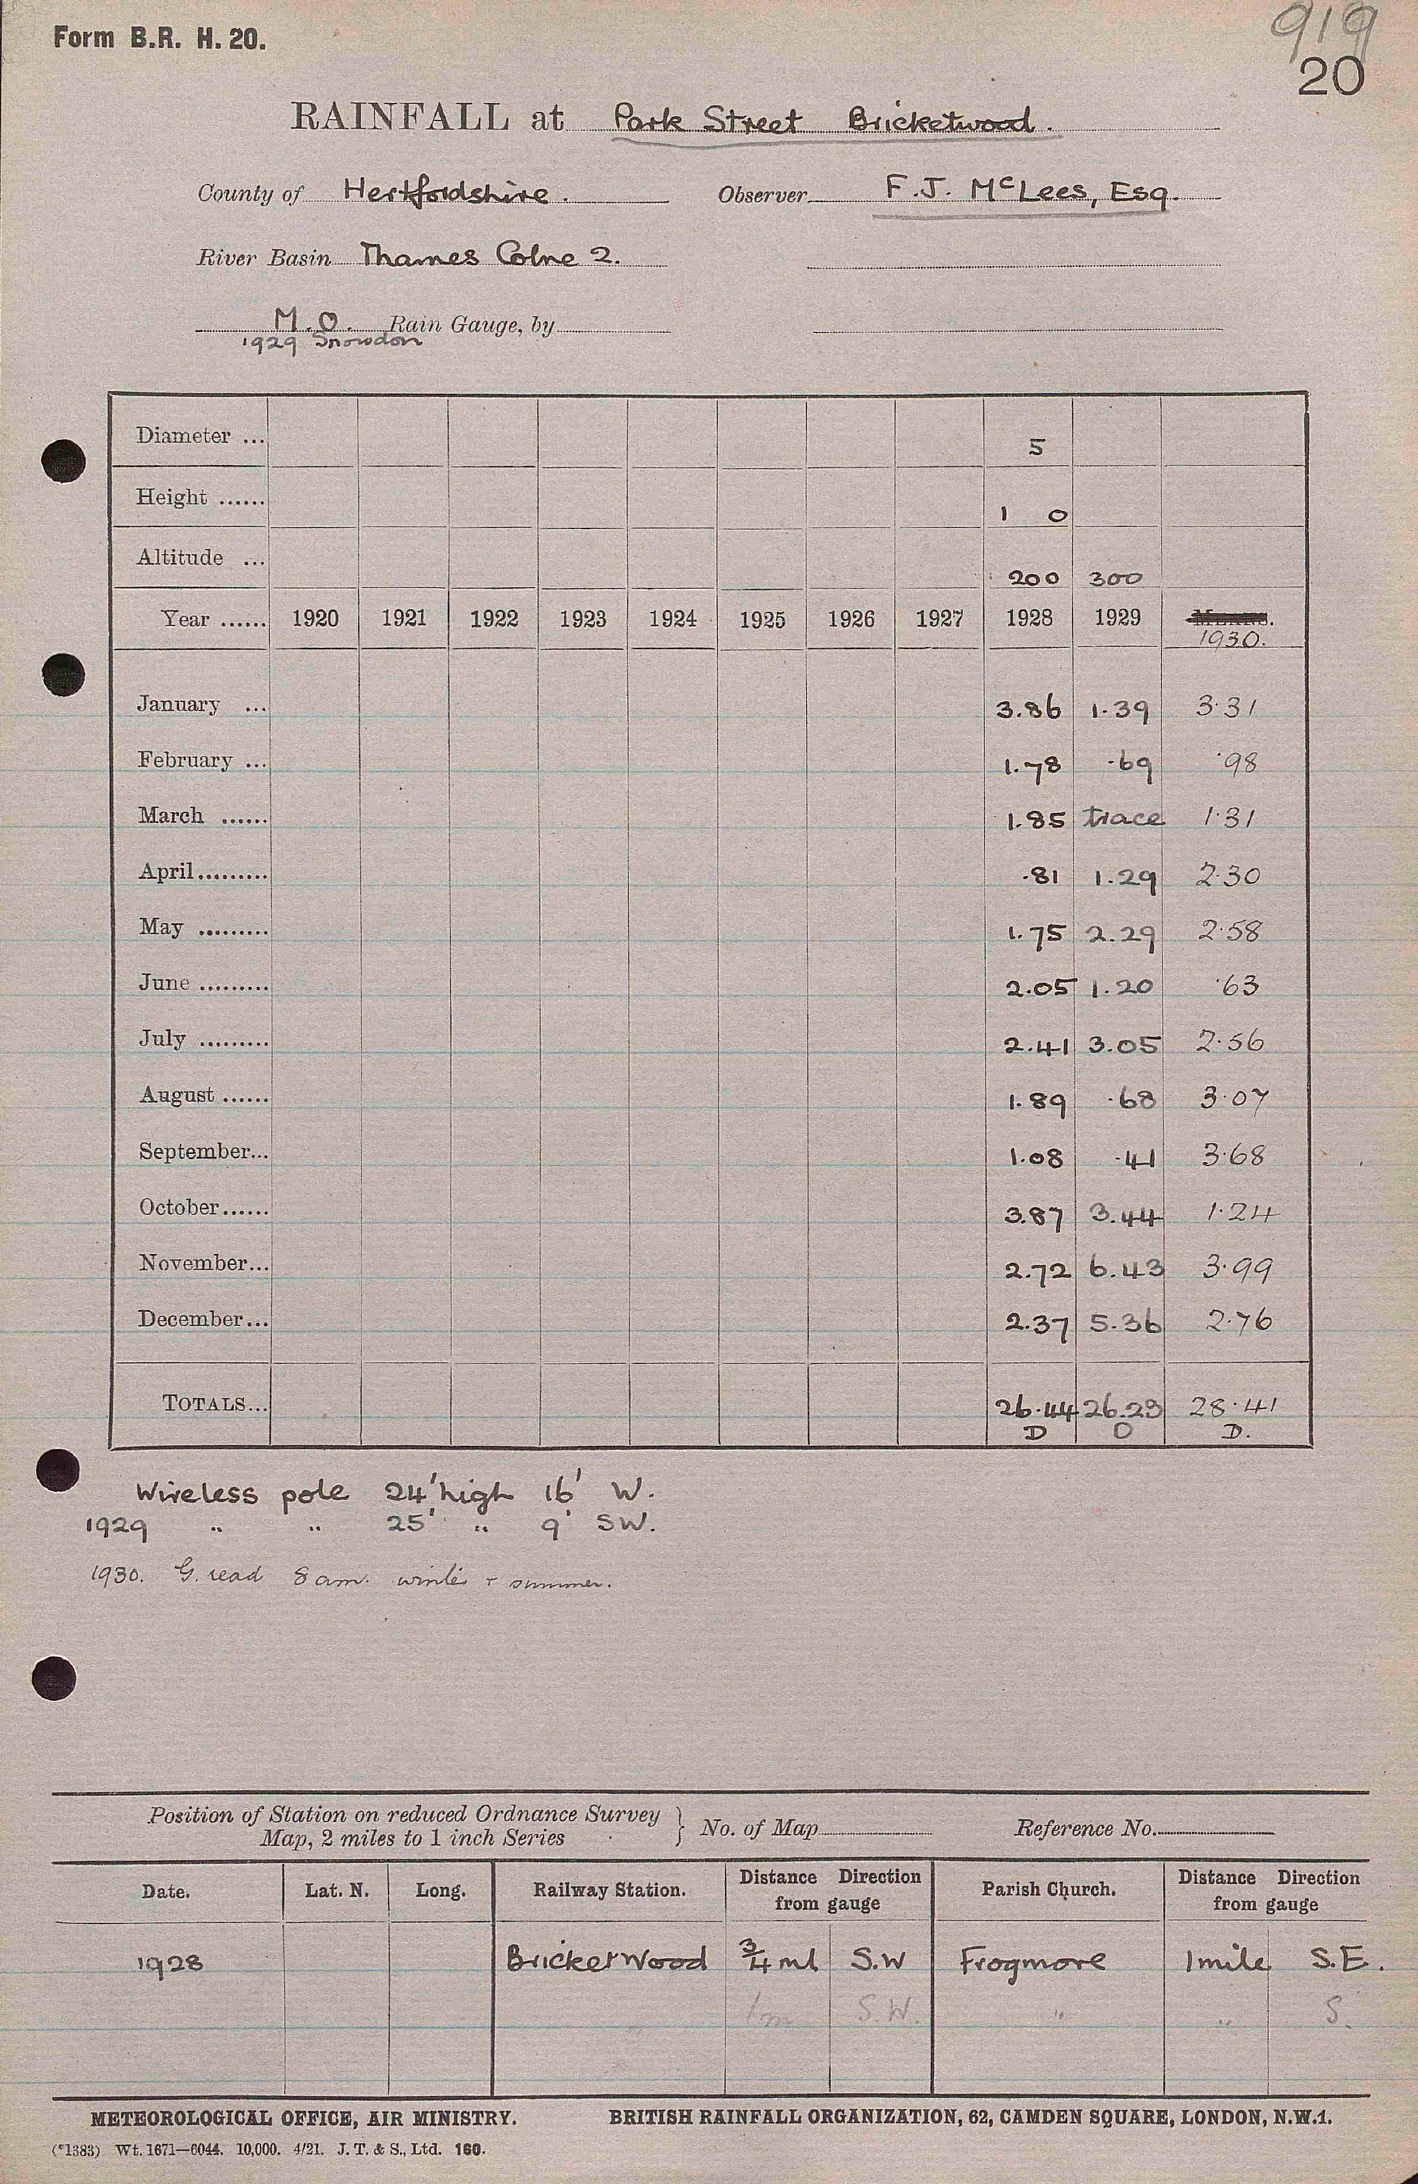 Form B.R. H. 20.
919
20
RAINFALL at Park Street Bricketwood.
County of Hertfordshire. Observer F.J. McLees, Esq.
River Basin Thames Colne 2.
M.O. Rain Gauge, by
1929 Snowdon
Diameter ... 5
Height ...... 1 0
Altitude ... 200 300
Year ...... 1920 1921 1922 1923 1924 1925 1926 1927 1928 1929 MEANS.
1930.
January ... 3.86 1.39 3.31
February ... 1.78 .69 .98
March ...... 1.85 trace 1.31
April......... .81 1.29 2.30
May ......... 1.75 2.29 2.58
June ......... 2.05 1.20 .63
July ......... 2.41 3.05 2.56
August ...... 1.89 .68 3.07
September... 1.08 .41 3.68
October...... 3.87 3.44 1.24
November... 2.72 6.43 3.99
December... 2.37 5.36 2.76
TOTALS... 26.44 26.23 28.41
D D D.
Wireless pole 24' high 16' W.
1929 " " 25' " 9' SW.
1930. G. read 8 am. winter + summer.
Position of Station on reduced Ordnance Survey
Map, 2 miles to 1 inch Series } No. of Map Reference No.
Date. Lat. N. Long. Railway Station. Distance Direction from gauge Parish Church. Distance Direction from gauge
1928 Bricket Wood 3/4 ml S.W Frogmore 1 mile S.E.
" 1m S.W. " " S.
METEOROLOGICAL OFFICE, AIR MINISTRY. BRITISH RAINFALL ORGANIZATION, 62, CAMDEN SQUARE, LONDON, N.W.1.
(*1383) Wt. 1671—6044. 10,000. 4/21. J. T. & S., Ltd. 160.